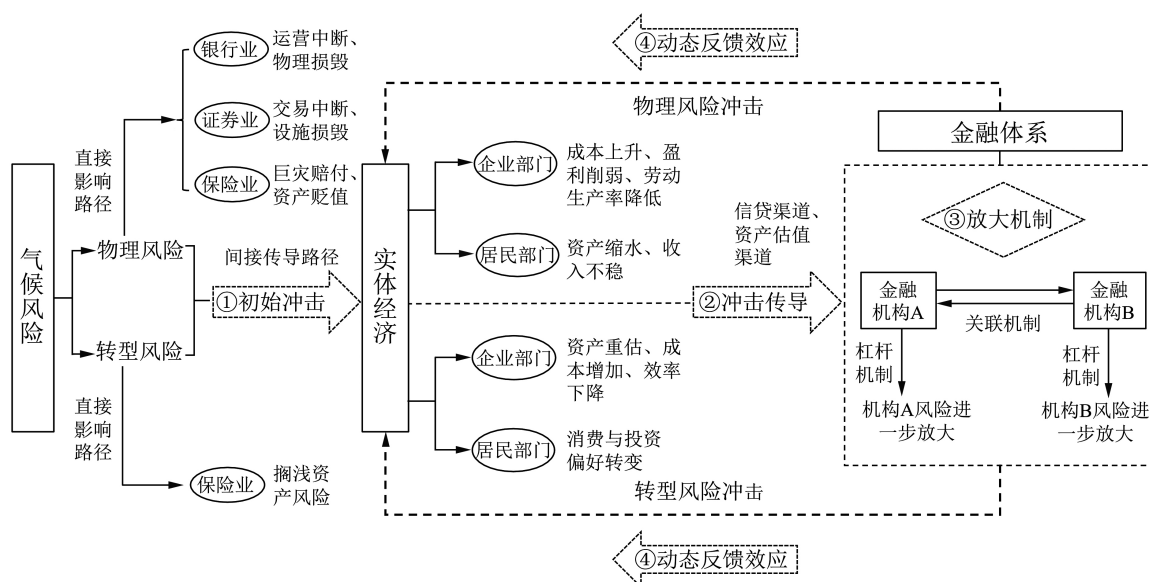 ④动态反馈效应
银行业
运营中断、
物理损毁
物理风险冲击
金融体系
证券业
交易中断、
设施损毁
直接
影响
路径
保险业
巨灾赔付、
资产贬值
企业部门
成本上升、盈
利削弱、劳动
生产率降低
信贷渠道、
资产估值
渠道
③放大机制
气候风险
物理风险
间接传导路径
①初始冲击
实体经济
居民部门
资产缩水、收
入不稳
②冲击传导
金融
机构A
关联机制
金融
机构B
转型风险
企业部门
资产重估、成
本增加、效率
下降
杠杆
机制
杠杆
机制
机构A风险进
一步放大
机构B风险进
一步放大
直接
影响
路径
居民部门
消费与投资
偏好转变
保险业
搁浅资
产风险
转型风险冲击
④动态反馈效应